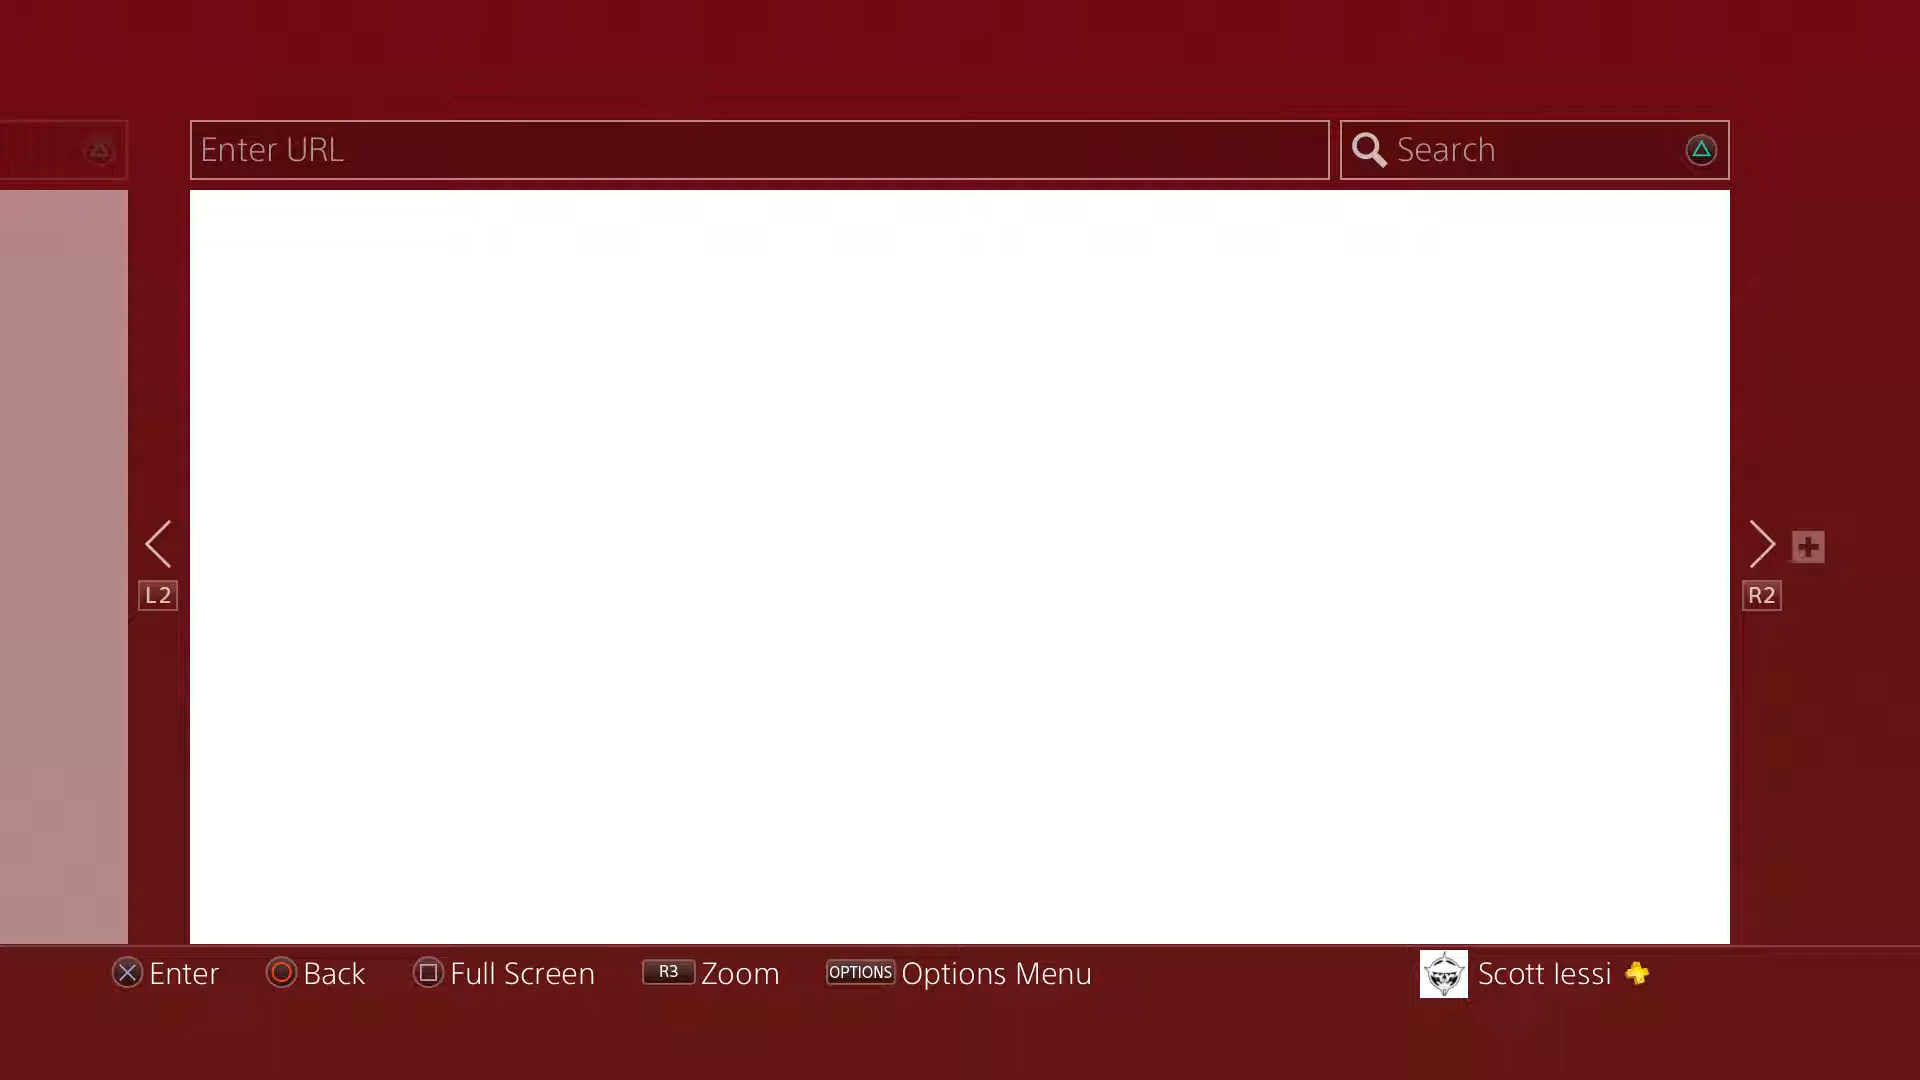 Enter URL
Search
L2
R2
Enter
Back
Full Screen
R3 Zoom
OPTIONS Options Menu
Scott Iessi